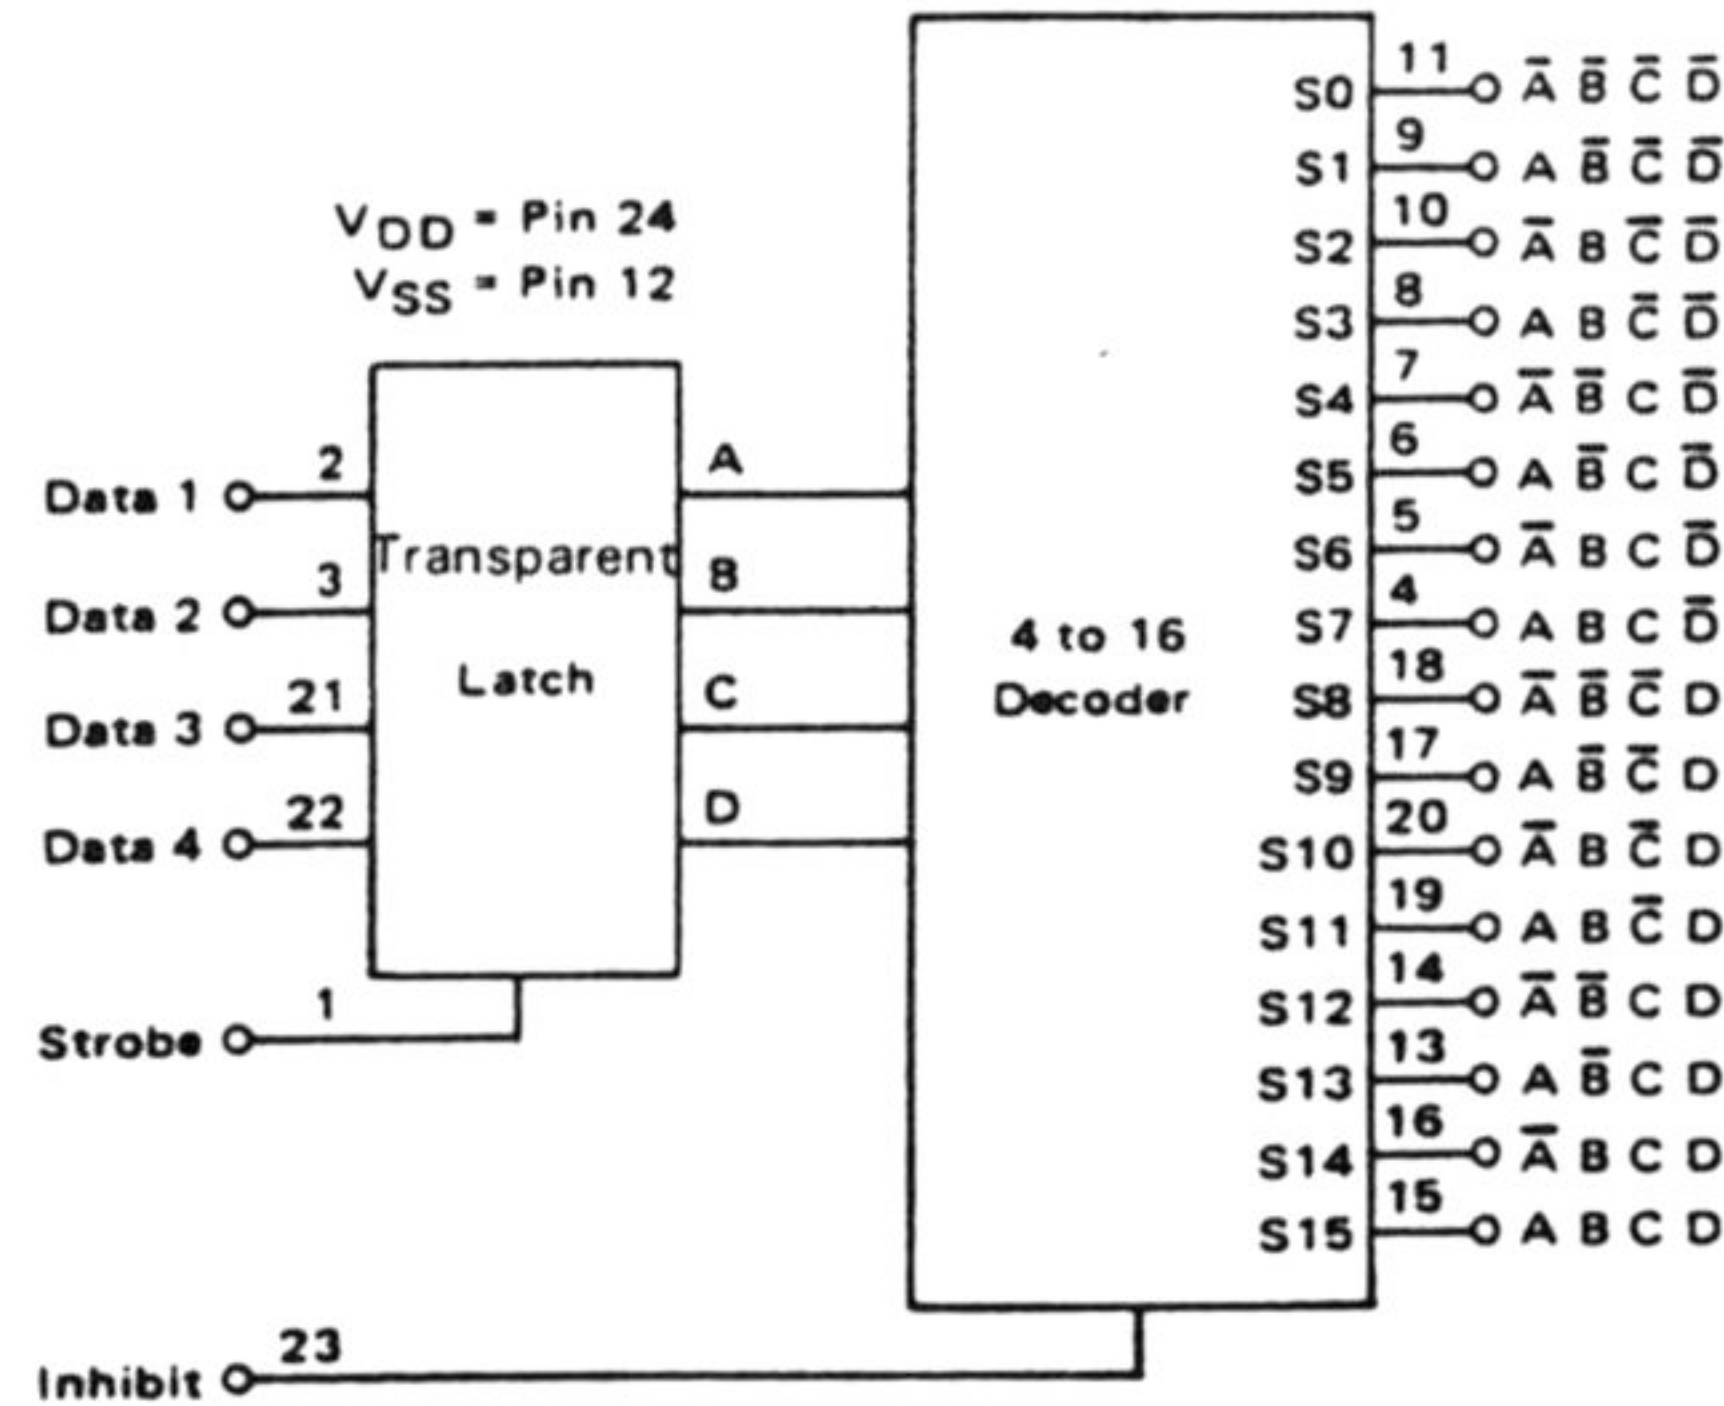 V_DD = Pin 24
V_SS = Pin 12
Data 1 2
Data 2 3
Data 3 21
Data 4 22
Strobe 1
Inhibit 23
Transparent
Latch
A
B
C
D
4 to 16
Decoder
S0 11 A̅ B̅ C̅ D̅
S1 9 A B̅ C̅ D̅
S2 10 A̅ B C̅ D̅
S3 8 A B C̅ D̅
S4 7 A̅ B̅ C D̅
S5 6 A B̅ C D̅
S6 5 A̅ B C D̅
S7 4 A B C D̅
S8 18 A̅ B̅ C̅ D
S9 17 A B̅ C̅ D
S10 20 A̅ B C̅ D
S11 19 A B C̅ D
S12 14 A̅ B̅ C D
S13 13 A B̅ C D
S14 16 A̅ B C D
S15 15 A B C D